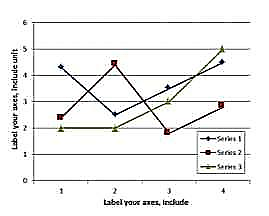 6
5
4
3
2
1
0
Label your axes, include unit
1 2 3 4
Label your axes, include
Series 1
Series 2
Series 3